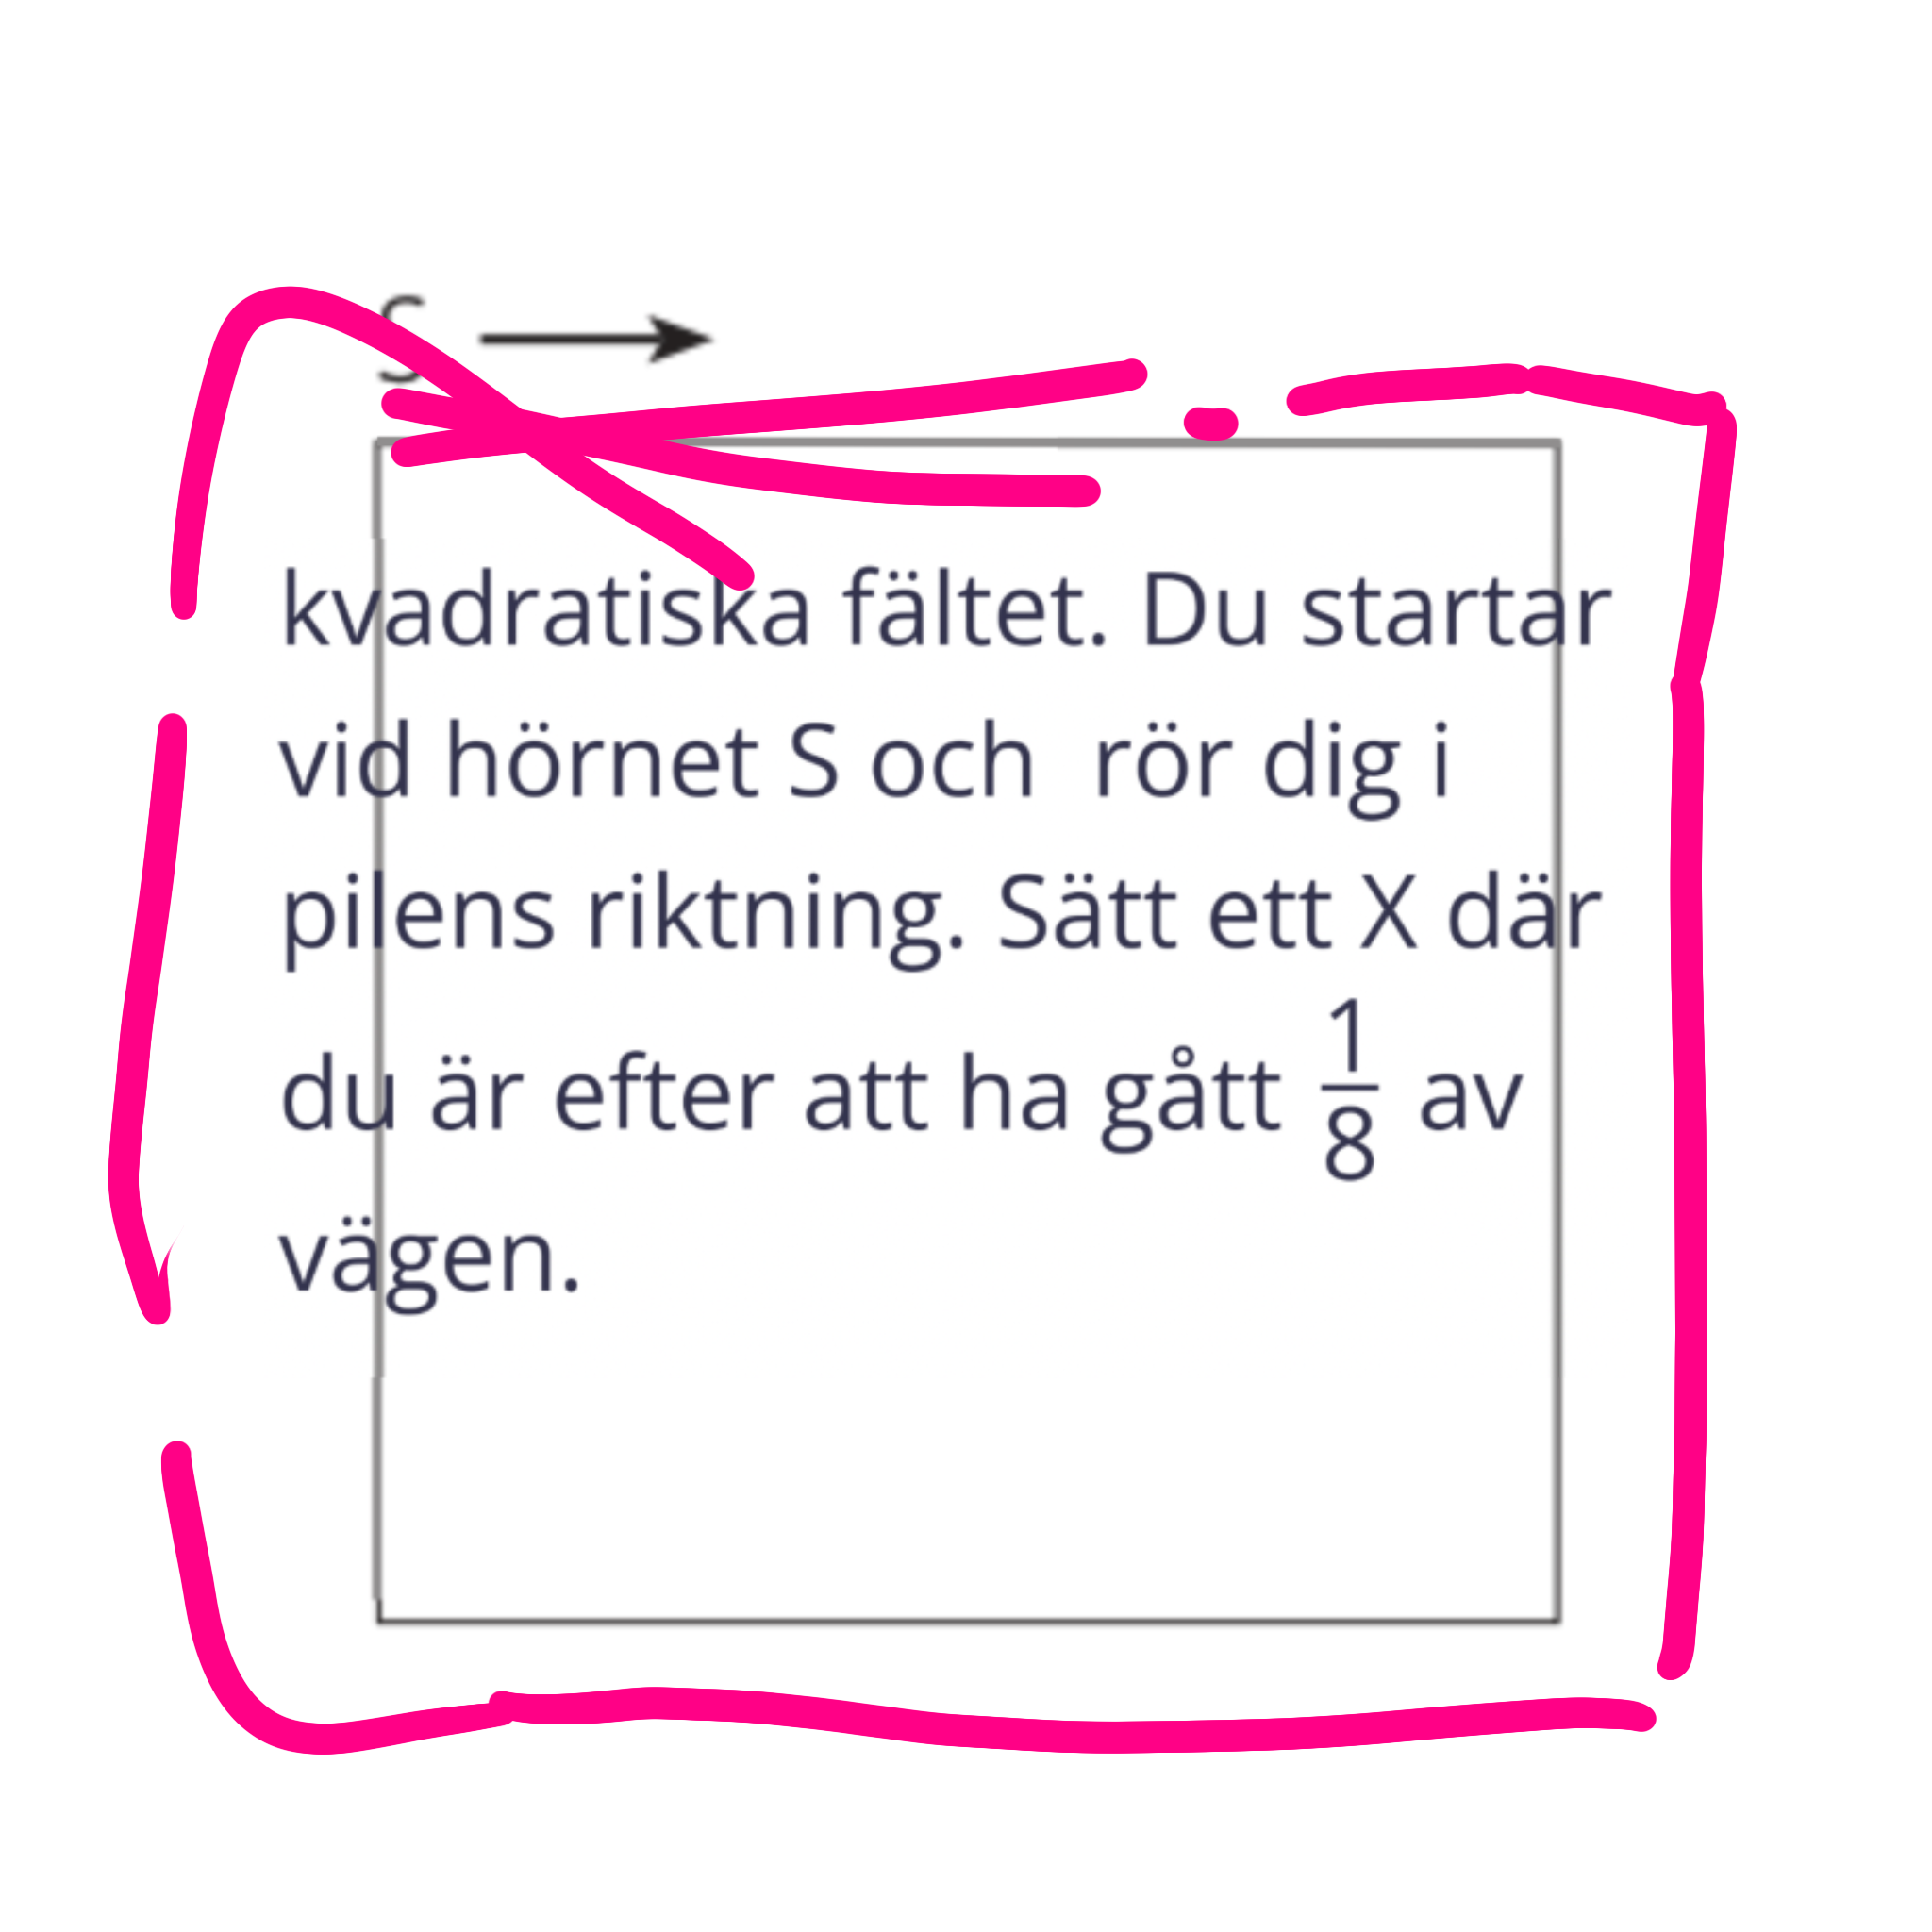 S
kvadratiska fältet. Du startar
vid hörnet S och rör dig i
pilens riktning. Sätt ett X där
du är efter att ha gått 1/8 av
vägen.